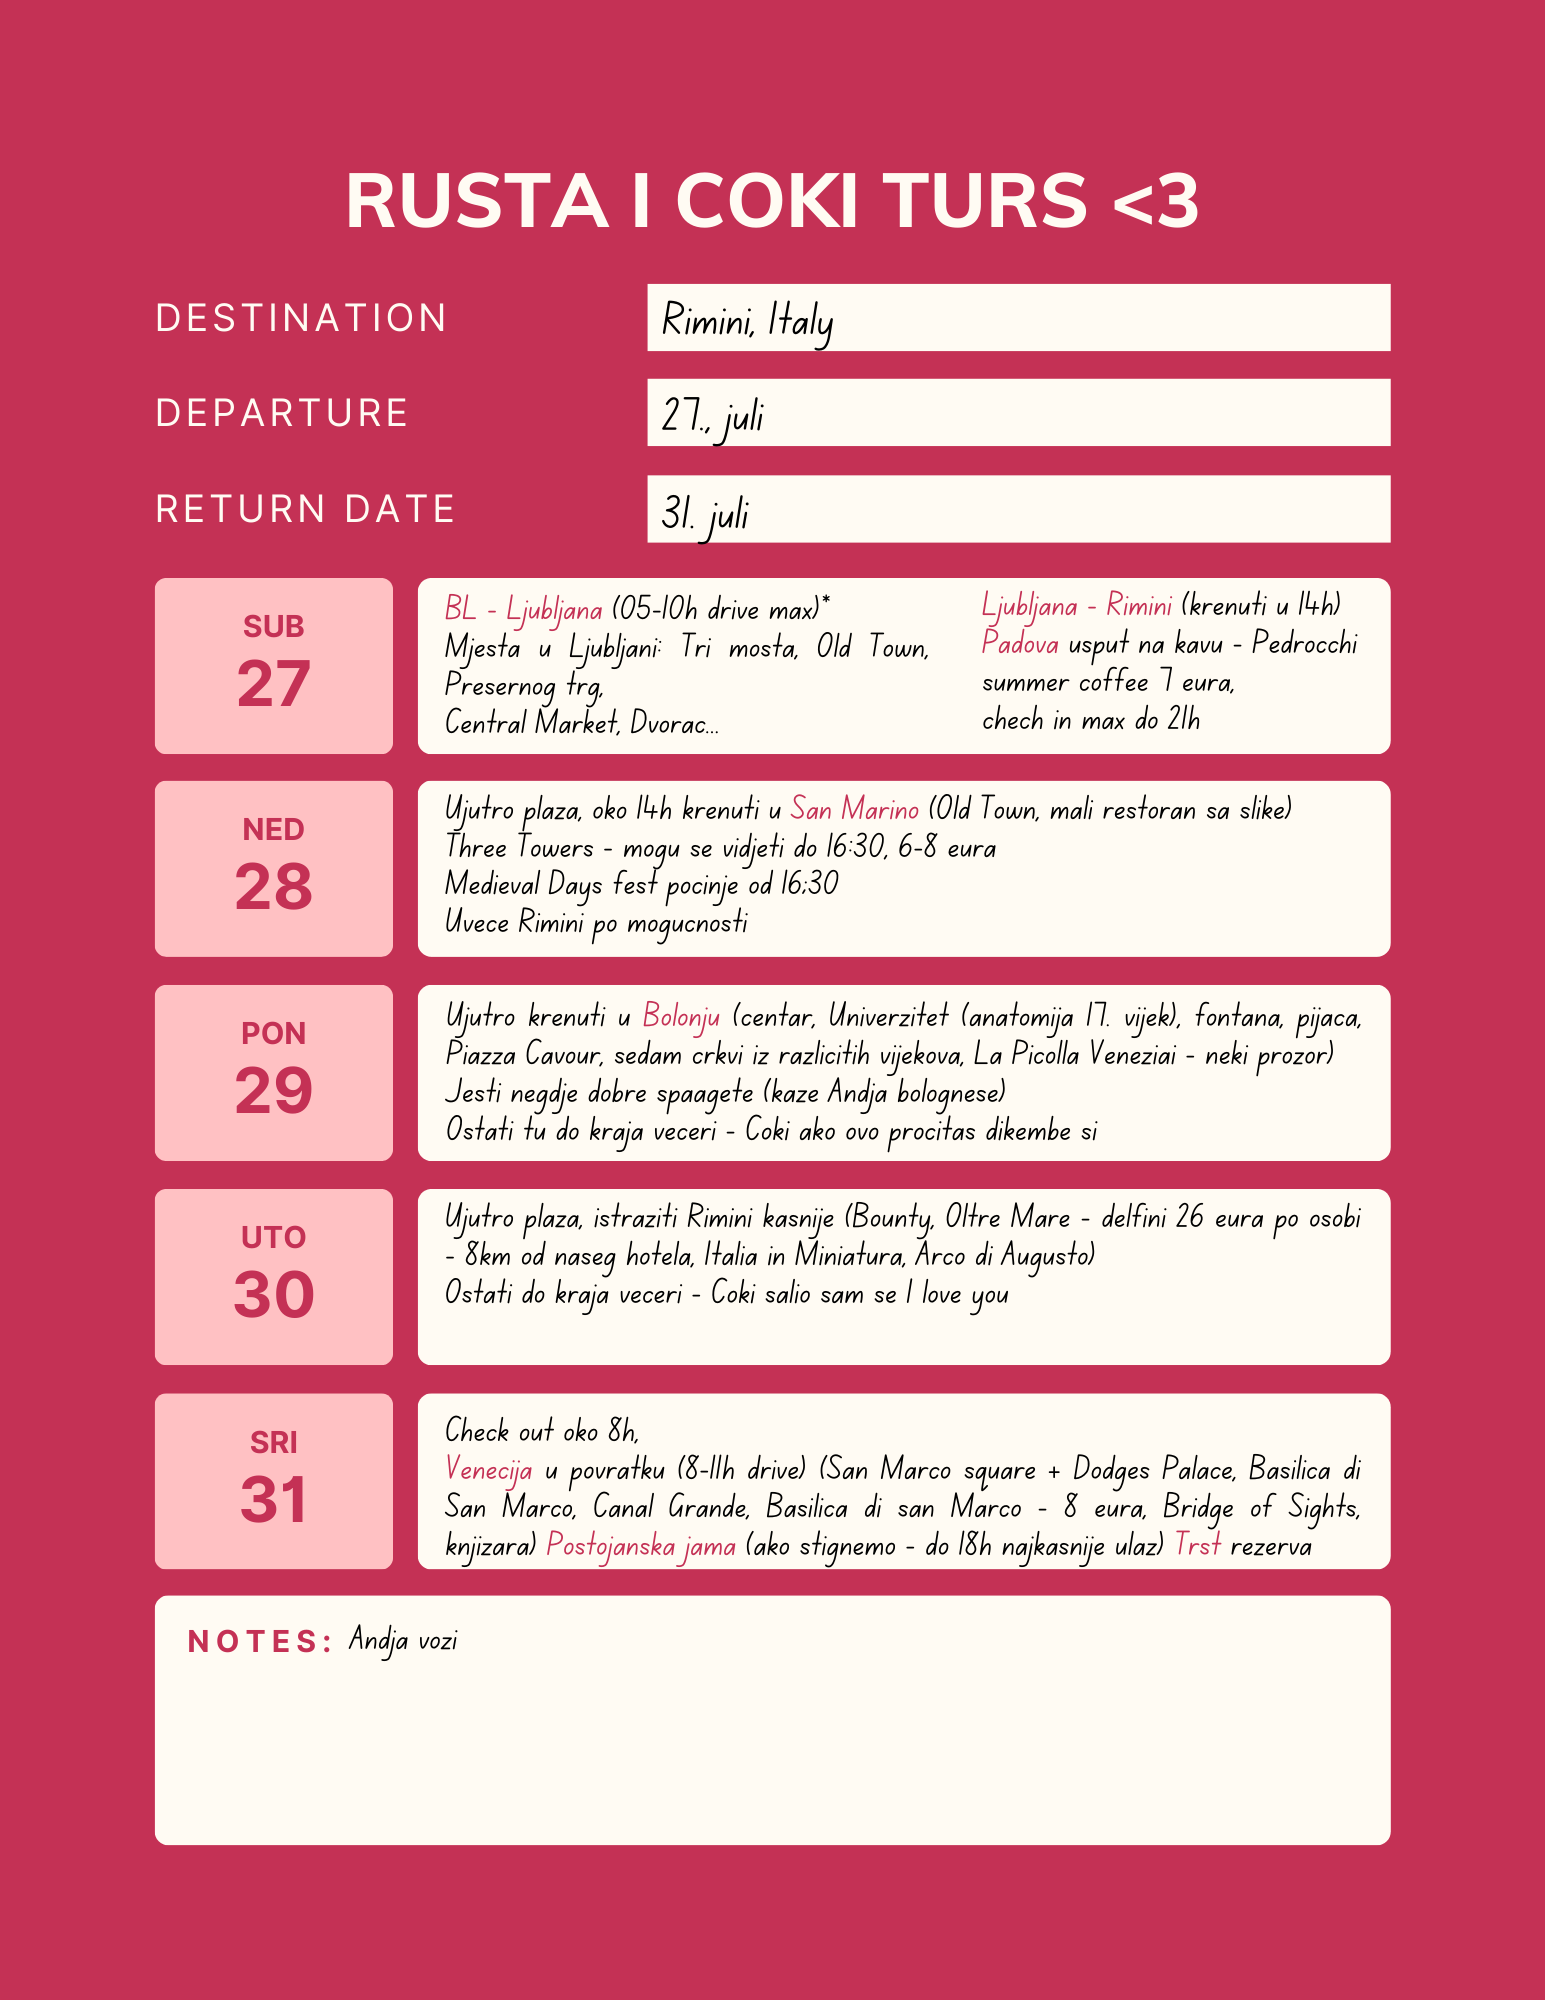 RUSTA I COKI TURS <3
DESTINATION
Rimini, Italy
DEPARTURE
27., juli
RETURN DATE
31. juli
SUB
27
BL - Ljubljana (05-10h drive max)*
Mjesta u Ljubljani: Tri mosta, Old Town,
Presernog trg,
Central Market, Dvorac...
Ljubljana - Rimini (krenuti u 14h)
Padova usput na kavu - Pedrocchi
summer coffee 7 eura,
chech in max do 21h
NED
28
Ujutro plaza, oko 14h krenuti u San Marino (Old Town, mali restoran sa slike)
Three Towers - mogu se vidjeti do 16:30, 6-8 eura
Medieval Days fest pocinje od 16;30
Uvece Rimini po mogucnosti
PON
29
Ujutro krenuti u Bolonju (centar, Univerzitet (anatomija 17. vijek), fontana, pijaca,
Piazza Cavour, sedam crkvi iz razlicitih vijekova, La Picolla Veneziai - neki prozor)
Jesti negdje dobre spaagete (kaze Andja bolognese)
Ostati tu do kraja veceri - Coki ako ovo procitas dikembe si
UTO
30
Ujutro plaza, istraziti Rimini kasnije (Bounty, Oltre Mare - delfini 26 eura po osobi
- 8km od naseg hotela, Italia in Miniatura, Arco di Augusto)
Ostati do kraja veceri - Coki salio sam se I love you
SRI
31
Check out oko 8h,
Venecija u povratku (8-11h drive) (San Marco square + Dodges Palace, Basilica di
San Marco, Canal Grande, Basilica di san Marco - 8 eura, Bridge of Sights,
knjizara) Postojanska jama (ako stignemo - do 18h najkasnije ulaz) Trst rezerva
NOTES: Andja vozi